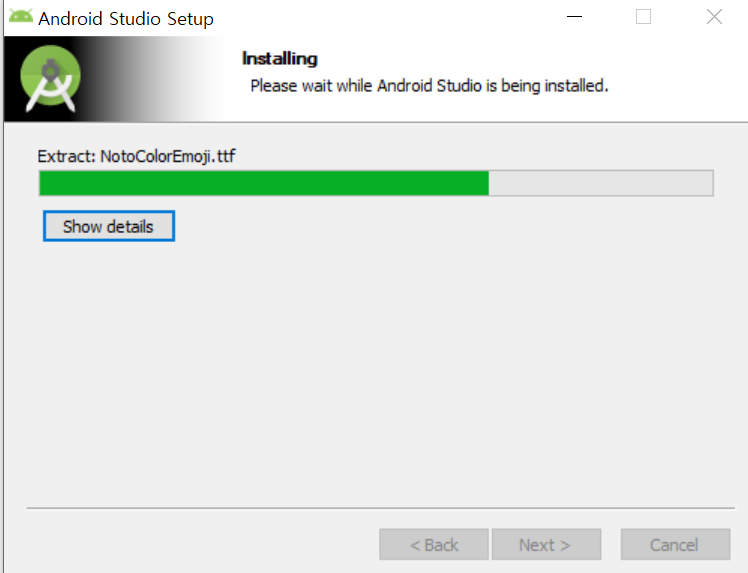 Android Studio Setup
Installing
Please wait while Android Studio is being installed.
Extract: NotoColorEmoji.ttf
Show details
< Back
Next >
Cancel